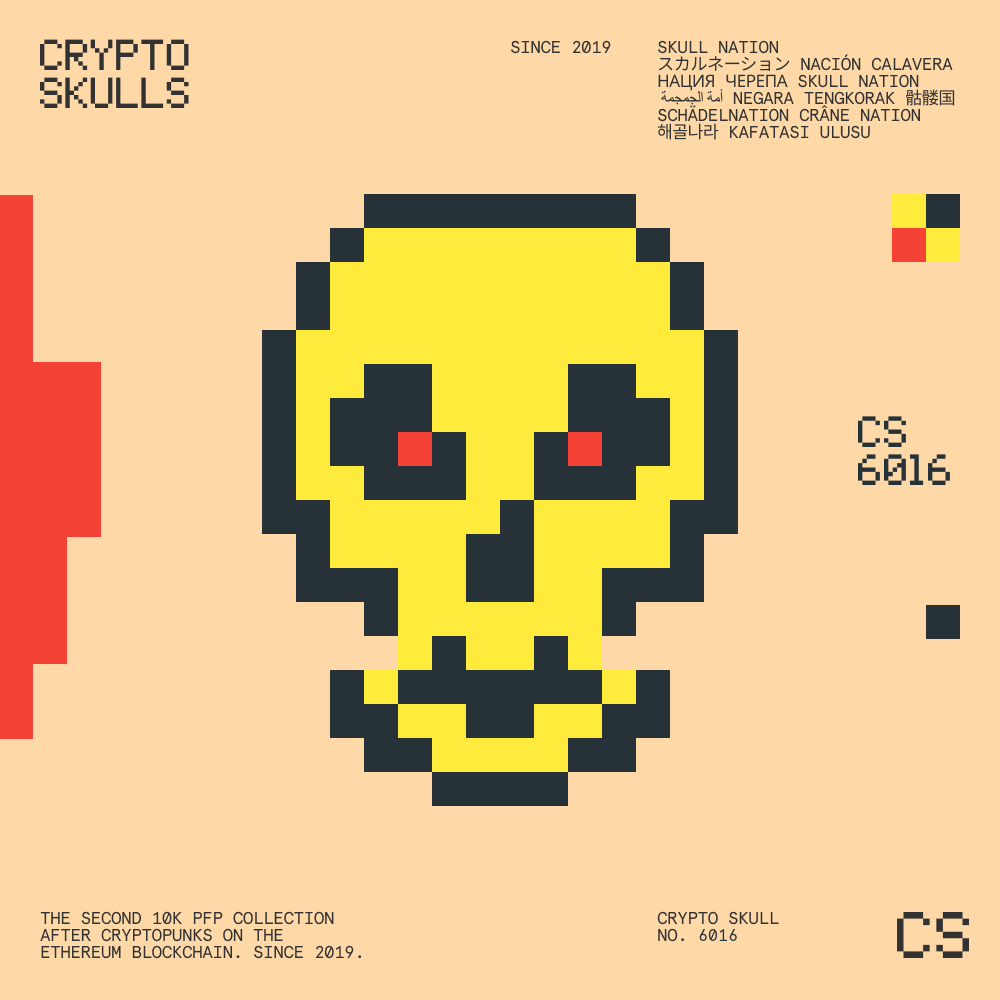 CRYPTO
SKULLS
SINCE 2019
SKULL NATION
スカルネーション NACIÓN CALAVERA
НАЦИЯ ЧЕРЕПА SKULL NATION
أمة الجمجمة NEGARA TENGKORAK 骷髅国
SCHÄDELNATION CRÂNE NATION
해골나라 KAFATASI ULUSU
CS
6016
THE SECOND 10K PFP COLLECTION
AFTER CRYPTOPUNKS ON THE
ETHEREUM BLOCKCHAIN. SINCE 2019.
CRYPTO SKULL
NO. 6016
CS